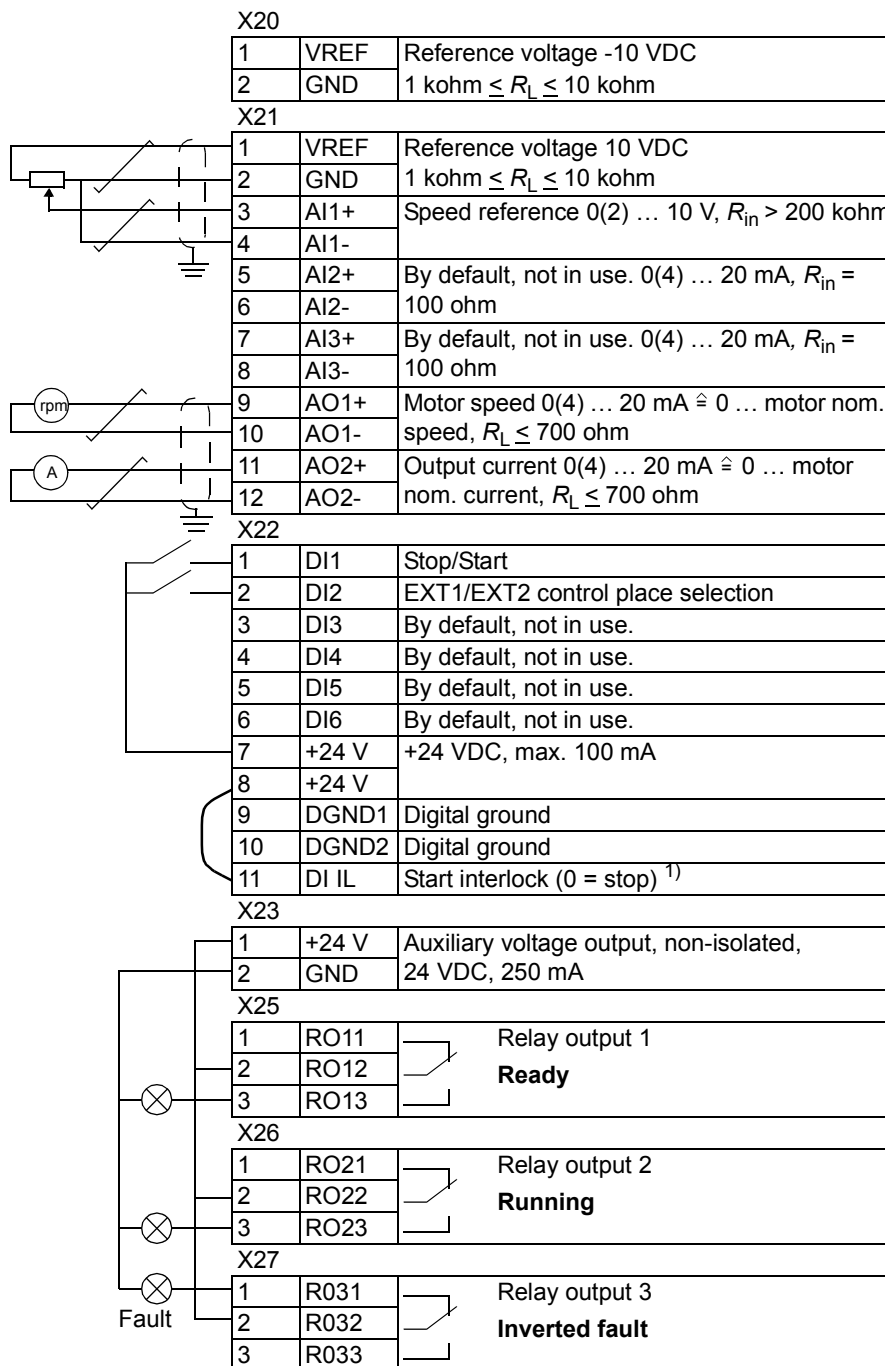 X20
1 VREF Reference voltage -10 VDC
2 GND 1 kohm ≤ RL ≤ 10 kohm
X21
1 VREF Reference voltage 10 VDC
2 GND 1 kohm ≤ RL ≤ 10 kohm
3 AI1+ Speed reference 0(2) … 10 V, Rin > 200 kohm
4 AI1-
5 AI2+ By default, not in use. 0(4) … 20 mA, Rin =
6 AI2- 100 ohm
7 AI3+ By default, not in use. 0(4) … 20 mA, Rin =
8 AI3- 100 ohm
rpm 9 AO1+ Motor speed 0(4) … 20 mA ≙ 0 … motor nom.
10 AO1- speed, RL ≤ 700 ohm
A 11 AO2+ Output current 0(4) … 20 mA ≙ 0 … motor
12 AO2- nom. current, RL ≤ 700 ohm
X22
1 DI1 Stop/Start
2 DI2 EXT1/EXT2 control place selection
3 DI3 By default, not in use.
4 DI4 By default, not in use.
5 DI5 By default, not in use.
6 DI6 By default, not in use.
7 +24 V +24 VDC, max. 100 mA
8 +24 V
9 DGND1 Digital ground
10 DGND2 Digital ground
11 DI IL Start interlock (0 = stop) 1)
X23
1 +24 V Auxiliary voltage output, non-isolated,
2 GND 24 VDC, 250 mA
X25
1 RO11 Relay output 1
2 RO12 Ready
3 RO13
X26
1 RO21 Relay output 2
2 RO22 Running
3 RO23
X27
1 R031 Relay output 3
Fault 2 R032 Inverted fault
3 R033